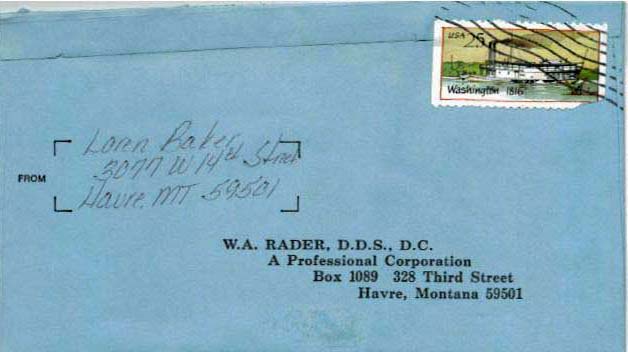 USA 25
Washington 1816
Loren Baker
3077 W 14th Street
Havre, MT 59501
FROM
W.A. RADER, D.D.S., D.C.
A Professional Corporation
Box 1089 328 Third Street
Havre, Montana 59501